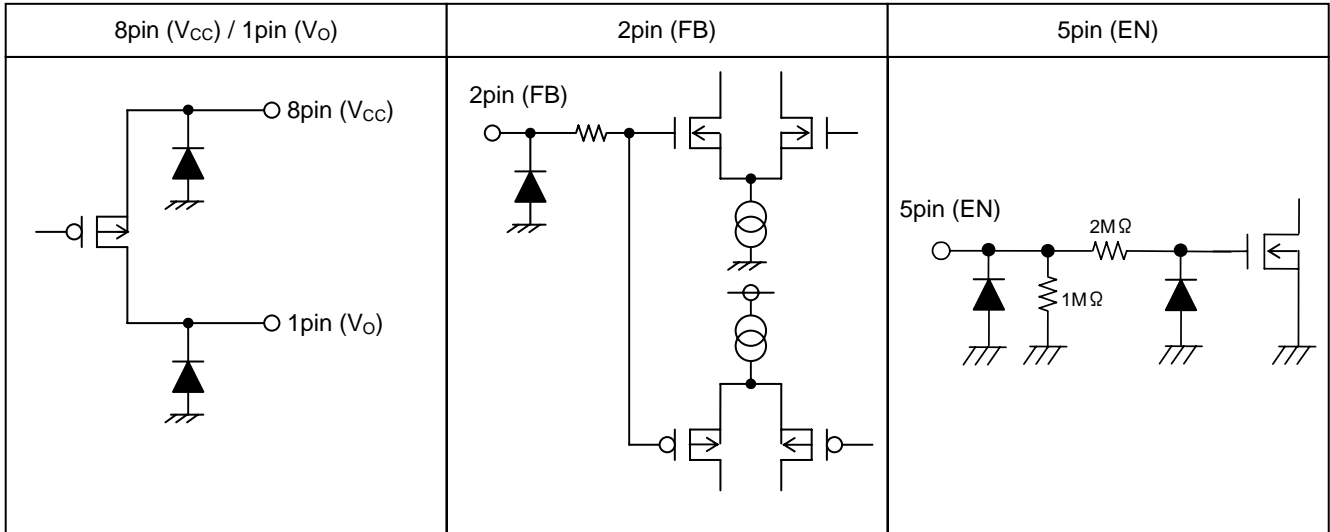 8pin (VCC) / 1pin (VO)
2pin (FB)
5pin (EN)
8pin (VCC)
1pin (VO)
2pin (FB)
5pin (EN)
2MΩ
1MΩ